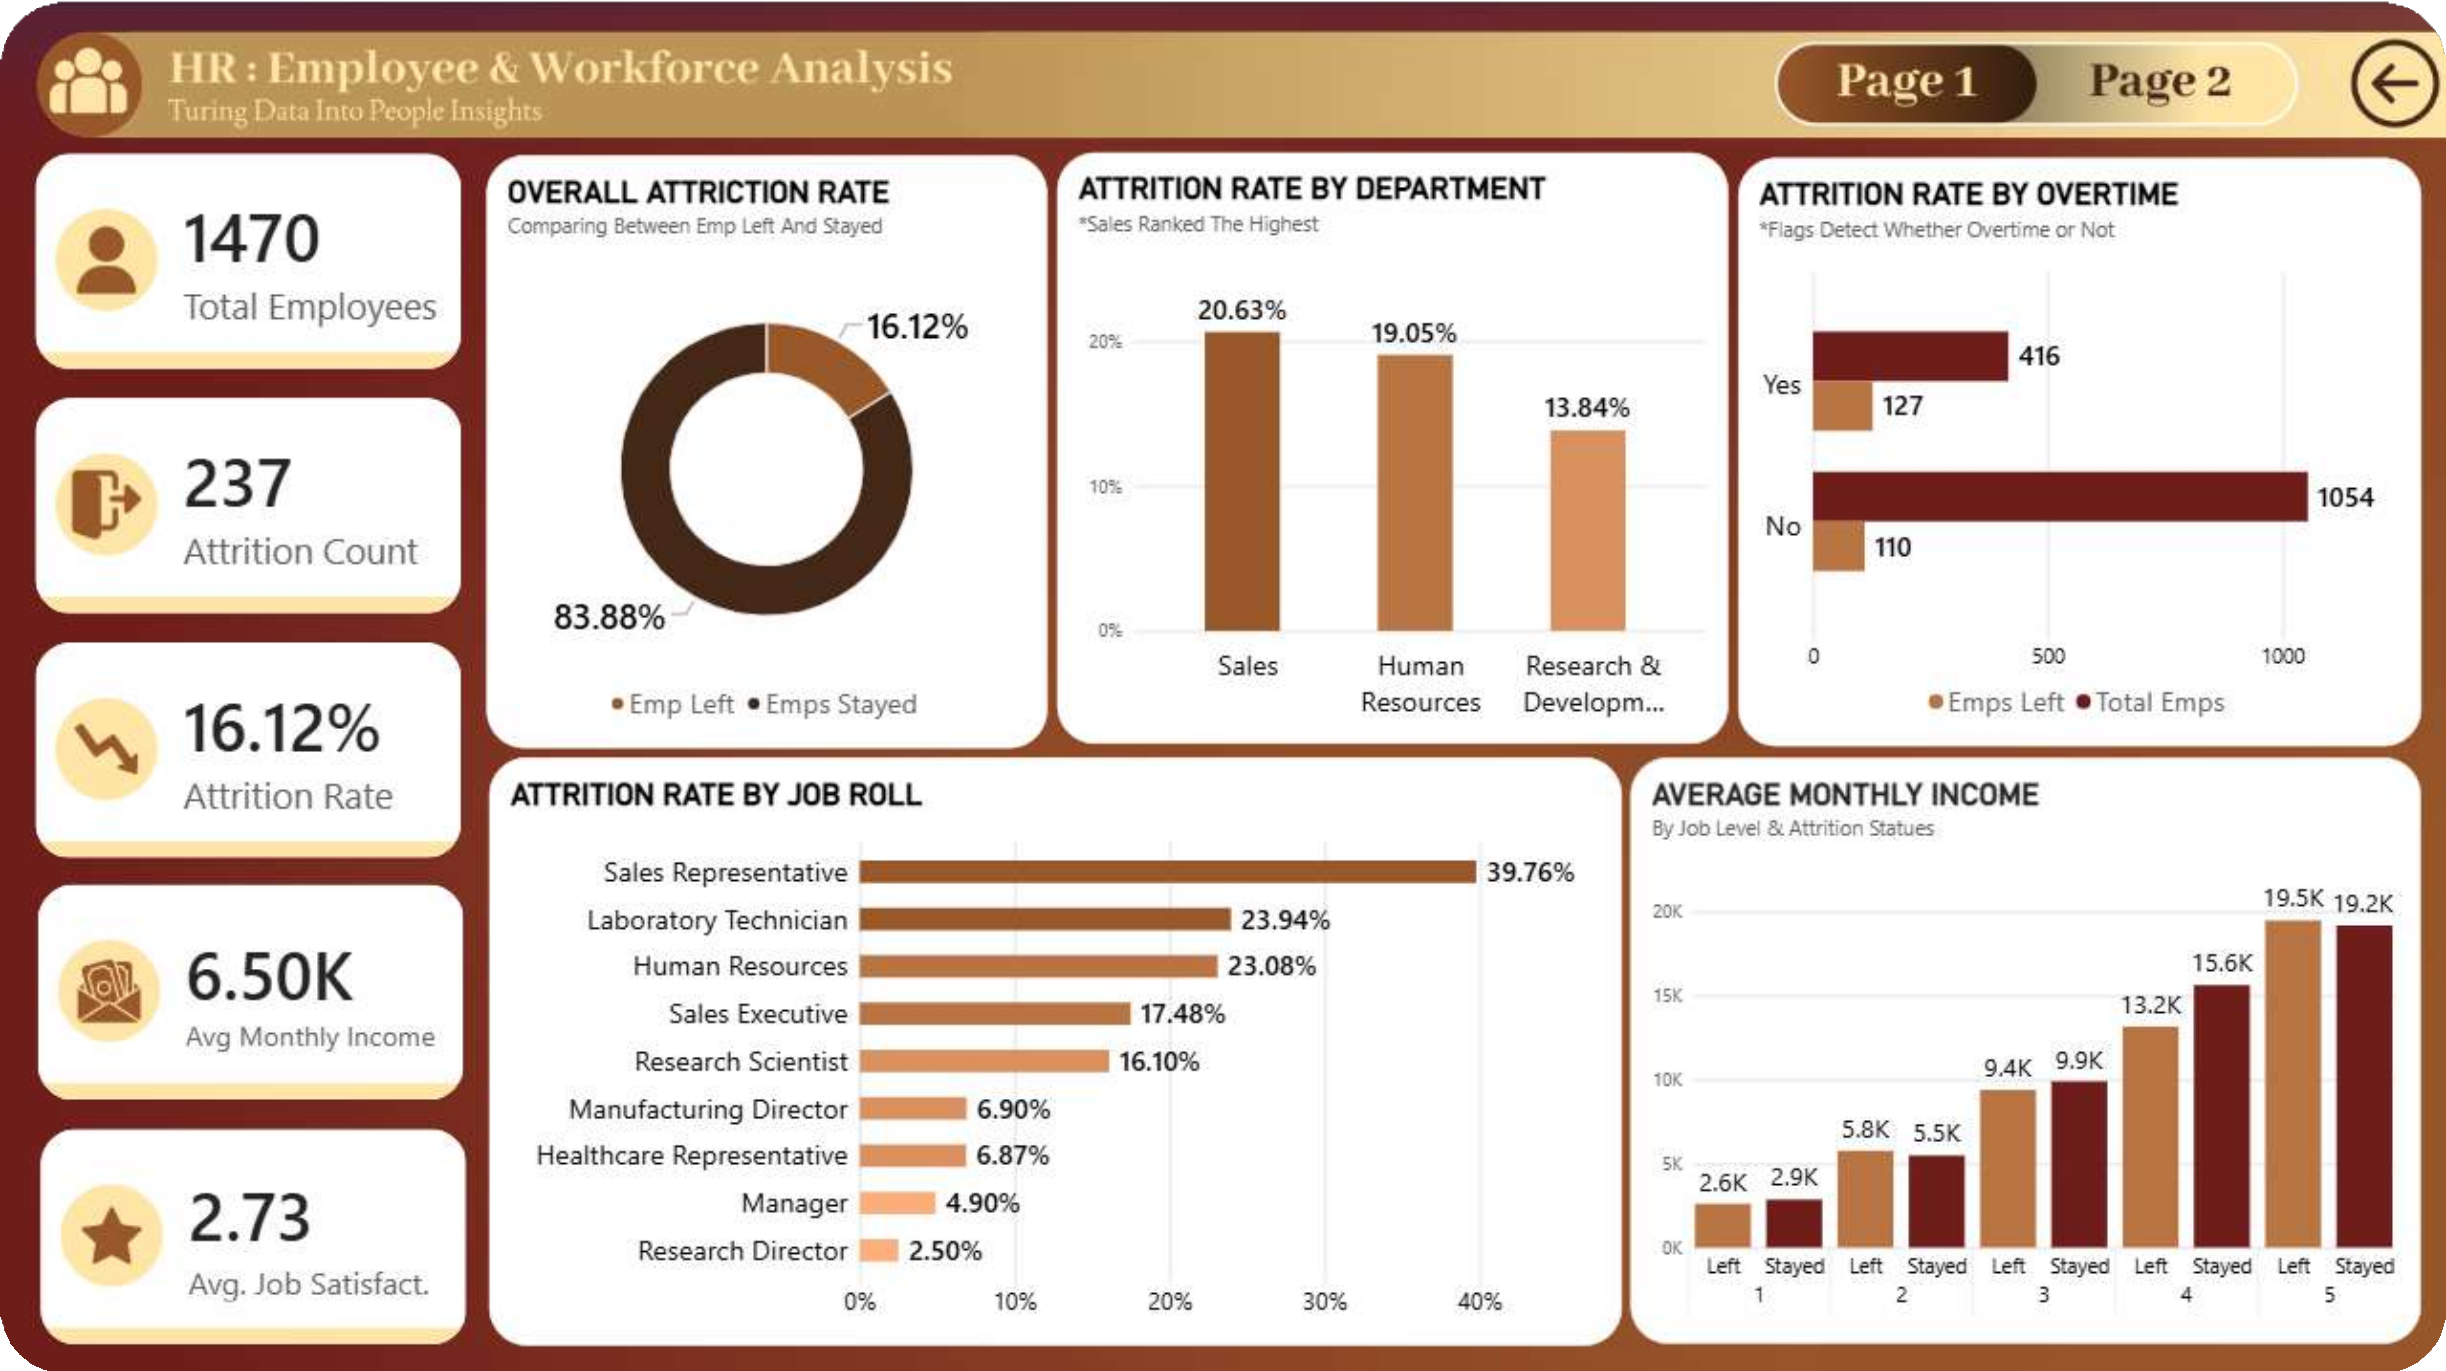 HR : Employee & Workforce Analysis
Turing Data Into People Insights
Page 1
Page 2
1470
Total Employees
237
Attrition Count
16.12%
Attrition Rate
6.50K
Avg Monthly Income
2.73
Avg. Job Satisfact.
OVERALL ATTRICTION RATE
Comparing Between Emp Left And Stayed
16.12%
83.88%
Emp Left Emps Stayed
ATTRITION RATE BY DEPARTMENT
*Sales Ranked The Highest
20.63%
19.05%
13.84%
20%
10%
0%
Sales
Human
Resources
Research &
Developm...
ATTRITION RATE BY OVERTIME
*Flags Detect Whether Overtime or Not
Yes
416
127
No
1054
110
0 500 1000
Emps Left Total Emps
ATTRITION RATE BY JOB ROLL
Sales Representative 39.76%
Laboratory Technician 23.94%
Human Resources 23.08%
Sales Executive 17.48%
Research Scientist 16.10%
Manufacturing Director 6.90%
Healthcare Representative 6.87%
Manager 4.90%
Research Director 2.50%
0% 10% 20% 30% 40%
AVERAGE MONTHLY INCOME
By Job Level & Attrition Statues
20K
15K
10K
5K
0K
2.6K 2.9K 5.8K 5.5K 9.4K 9.9K 13.2K 15.6K 19.5K 19.2K
Left Stayed Left Stayed Left Stayed Left Stayed Left Stayed
1 2 3 4 5